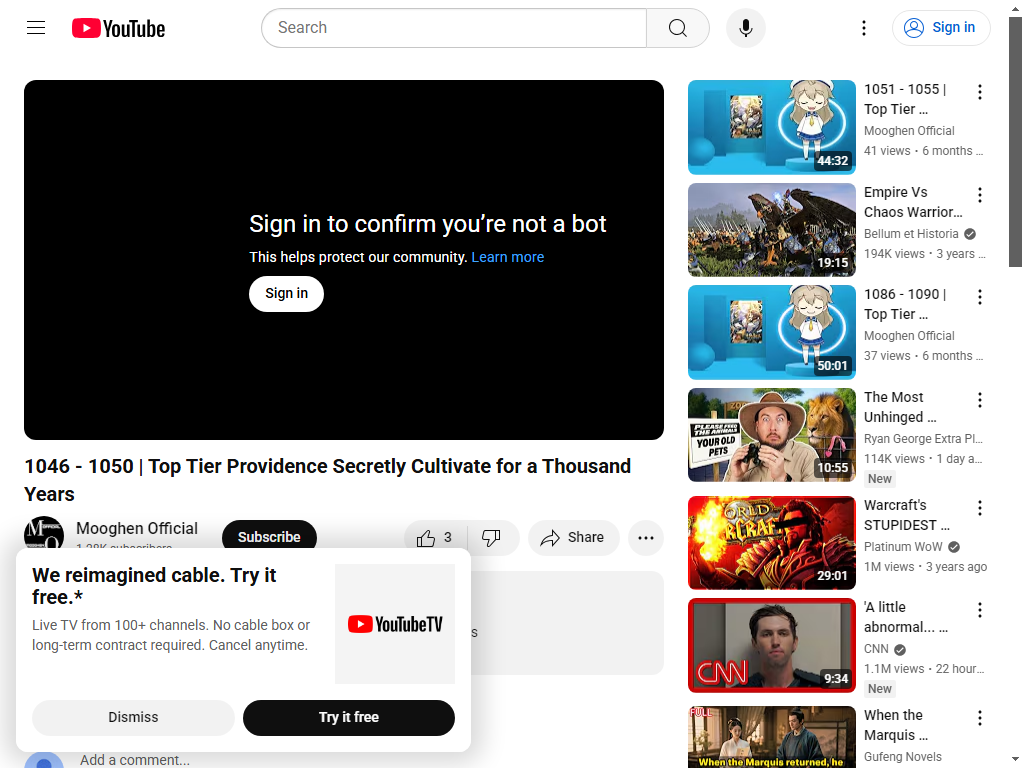 YouTube
Search
Sign in
Sign in to confirm you’re not a bot
This helps protect our community. Learn more
Sign in
1046 - 1050 | Top Tier Providence Secretly Cultivate for a Thousand
Years
Mooghen Official
Subscribe
3
Share
We reimagined cable. Try it
free.*
Live TV from 100+ channels. No cable box or
long-term contract required. Cancel anytime.
YouTubeTV
Dismiss
Try it free
Add a comment...
44:32
1051 - 1055 |
Top Tier ...
Mooghen Official
41 views • 6 months ...
19:15
Empire Vs
Chaos Warrior...
Bellum et Historia
194K views • 3 years ...
50:01
1086 - 1090 |
Top Tier ...
Mooghen Official
37 views • 6 months ...
ZOO
PLEASE FEED
THE ANIMALS
YOUR OLD
PETS
10:55
The Most
Unhinged ...
Ryan George Extra Pl...
114K views • 1 day a...
New
29:01
Warcraft's
STUPIDEST ...
Platinum WoW
1M views • 3 years ago
CNN
9:34
'A little
abnormal... ...
CNN
1.1M views • 22 hour...
New
FULL
When the Marquis returned, he
When the
Marquis ...
Gufeng Novels